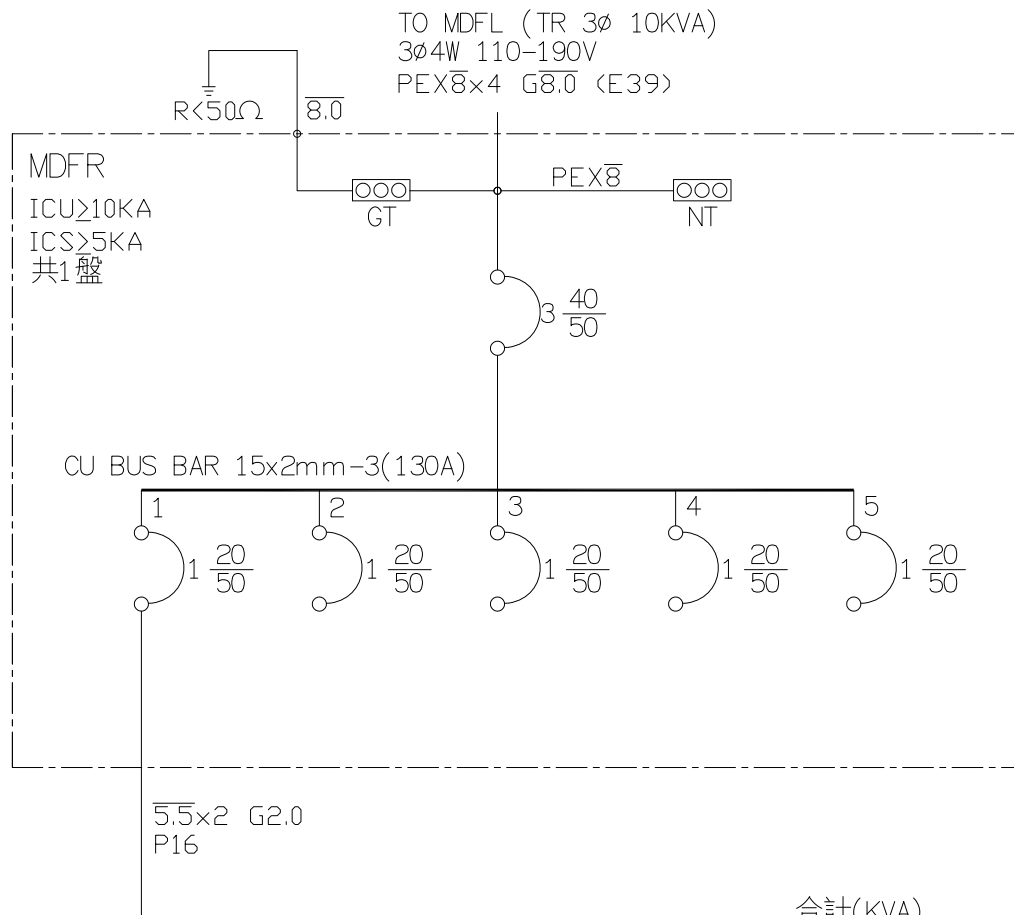 TO MDFL (TR 3ø 10KVA)
3ø4W 110-190V
PEX8̅x4 G8.0 (E39)
R<50Ω
8.0
MDFR
ICU≥10KA
ICS≥5KA
共1盤
PEX8̅
GT
NT
3 40/50
CU BUS BAR 15x2mm-3(130A)
1
2
3
4
5
1 20/50
1 20/50
1 20/50
1 20/50
1 20/50
5.5x2 G2.0
P16
合計(KVA)